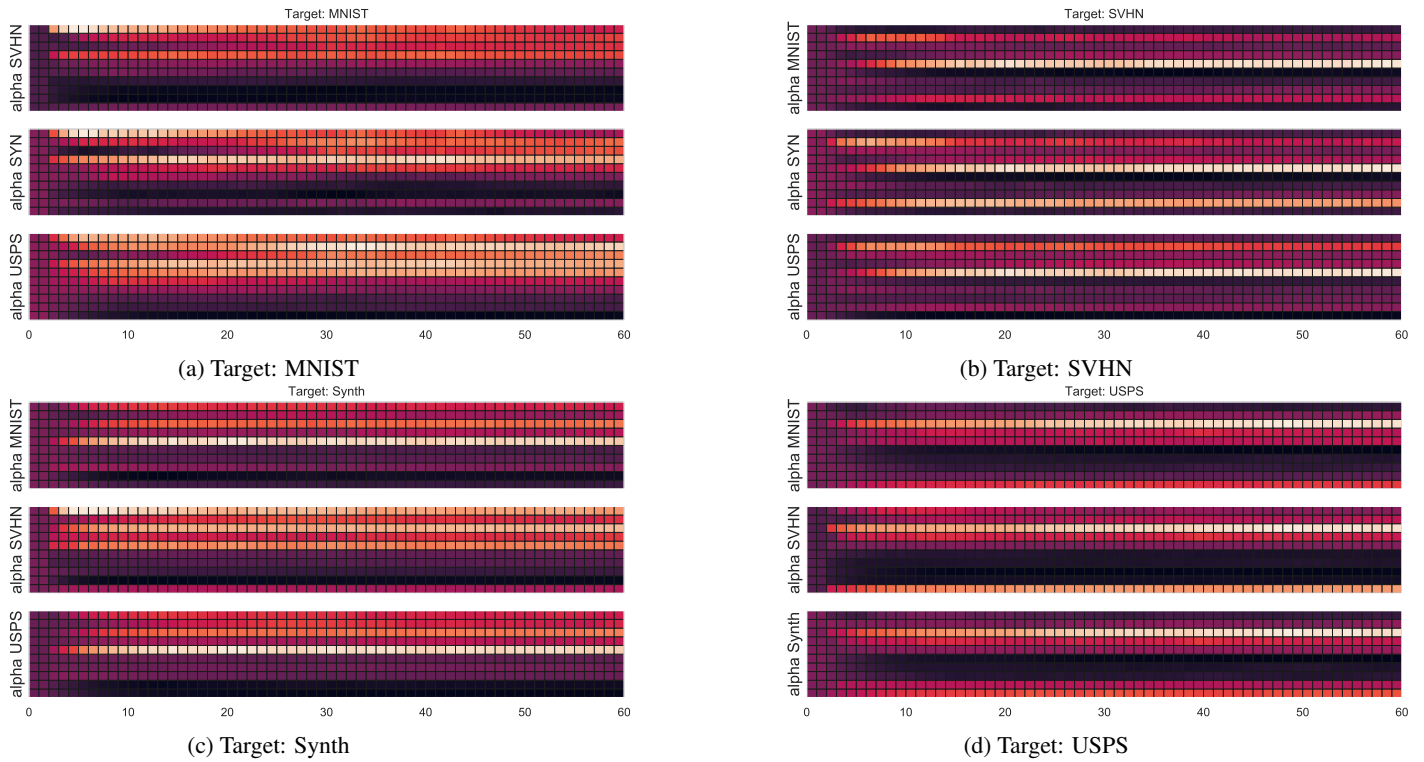 Target: MNIST
alpha SVHN
alpha SYN
alpha USPS
0 10 20 30 40 50 60
(a) Target: MNIST
Target: SVHN
alpha MNIST
alpha SYN
alpha USPS
0 10 20 30 40 50 60
(b) Target: SVHN
Target: Synth
alpha MNIST
alpha SVHN
alpha USPS
0 10 20 30 40 50 60
(c) Target: Synth
Target: USPS
alpha MNIST
alpha SVHN
alpha Synth
0 10 20 30 40 50 60
(d) Target: USPS